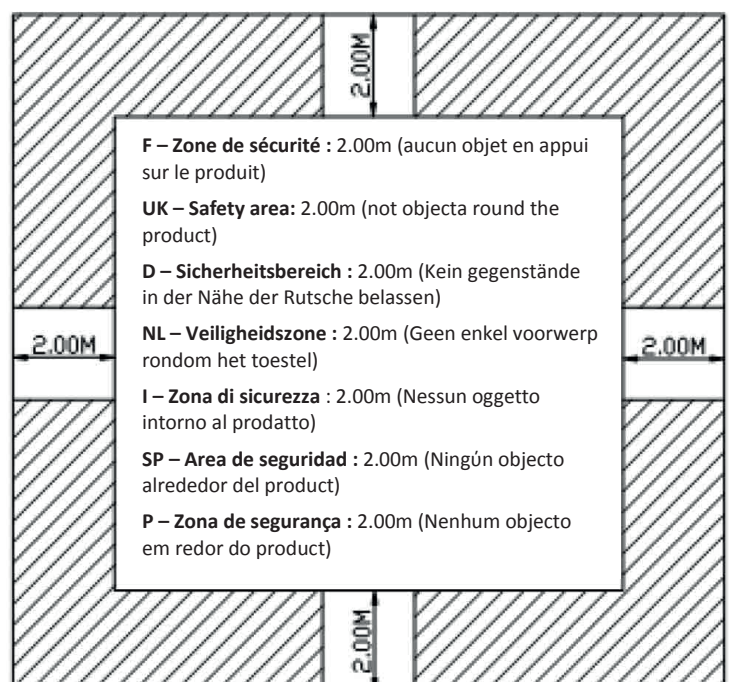 2.00M
F – Zone de sécurité : 2.00m (aucun objet en appui
sur le produit)
UK – Safety area: 2.00m (not objecta round the
product)
D – Sicherheitsbereich : 2.00m (Kein gegenstände
in der Nähe der Rutsche belassen)
NL – Veiligheidszone : 2.00m (Geen enkel voorwerp
rondom het toestel)
2.00M
2.00M
I – Zona di sicurezza : 2.00m (Nessun oggetto
intorno al prodatto)
SP – Area de seguridad : 2.00m (Ningún objecto
alrededor del product)
P – Zona de segurança : 2.00m (Nenhum objecto
em redor do product)
2.00M